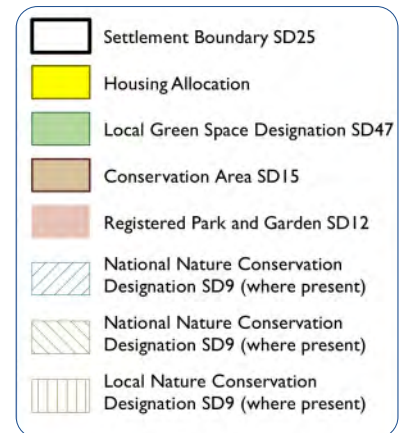 Settlement Boundary SD25
Housing Allocation
Local Green Space Designation SD47
Conservation Area SD15
Registered Park and Garden SD12
National Nature Conservation
Designation SD9 (where present)
National Nature Conservation
Designation SD9 (where present)
Local Nature Conservation
Designation SD9 (where present)